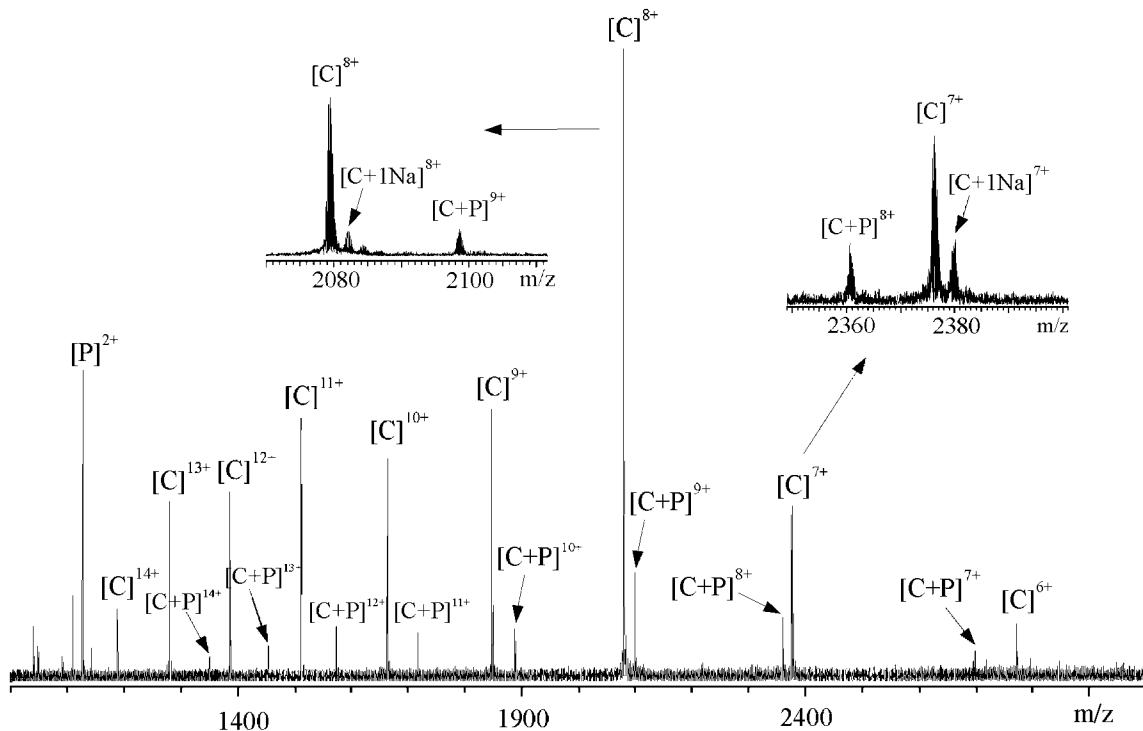 [C]8+
[C]8+
[C+1Na]8+
[C+P]9+
2080
2100
m/z
[C]7+
[C+1Na]7+
[C+P]8+
2360
2380
m/z
[P]2+
[C]14+
[C+P]14+
[C]13+
[C]12+
[C+P]13+
[C]11+
[C+P]12+
[C]10+
[C+P]11+
[C]9+
[C+P]10+
[C+P]9+
[C+P]8+
[C]7+
[C+P]7+
[C]6+
1400
1900
2400
m/z